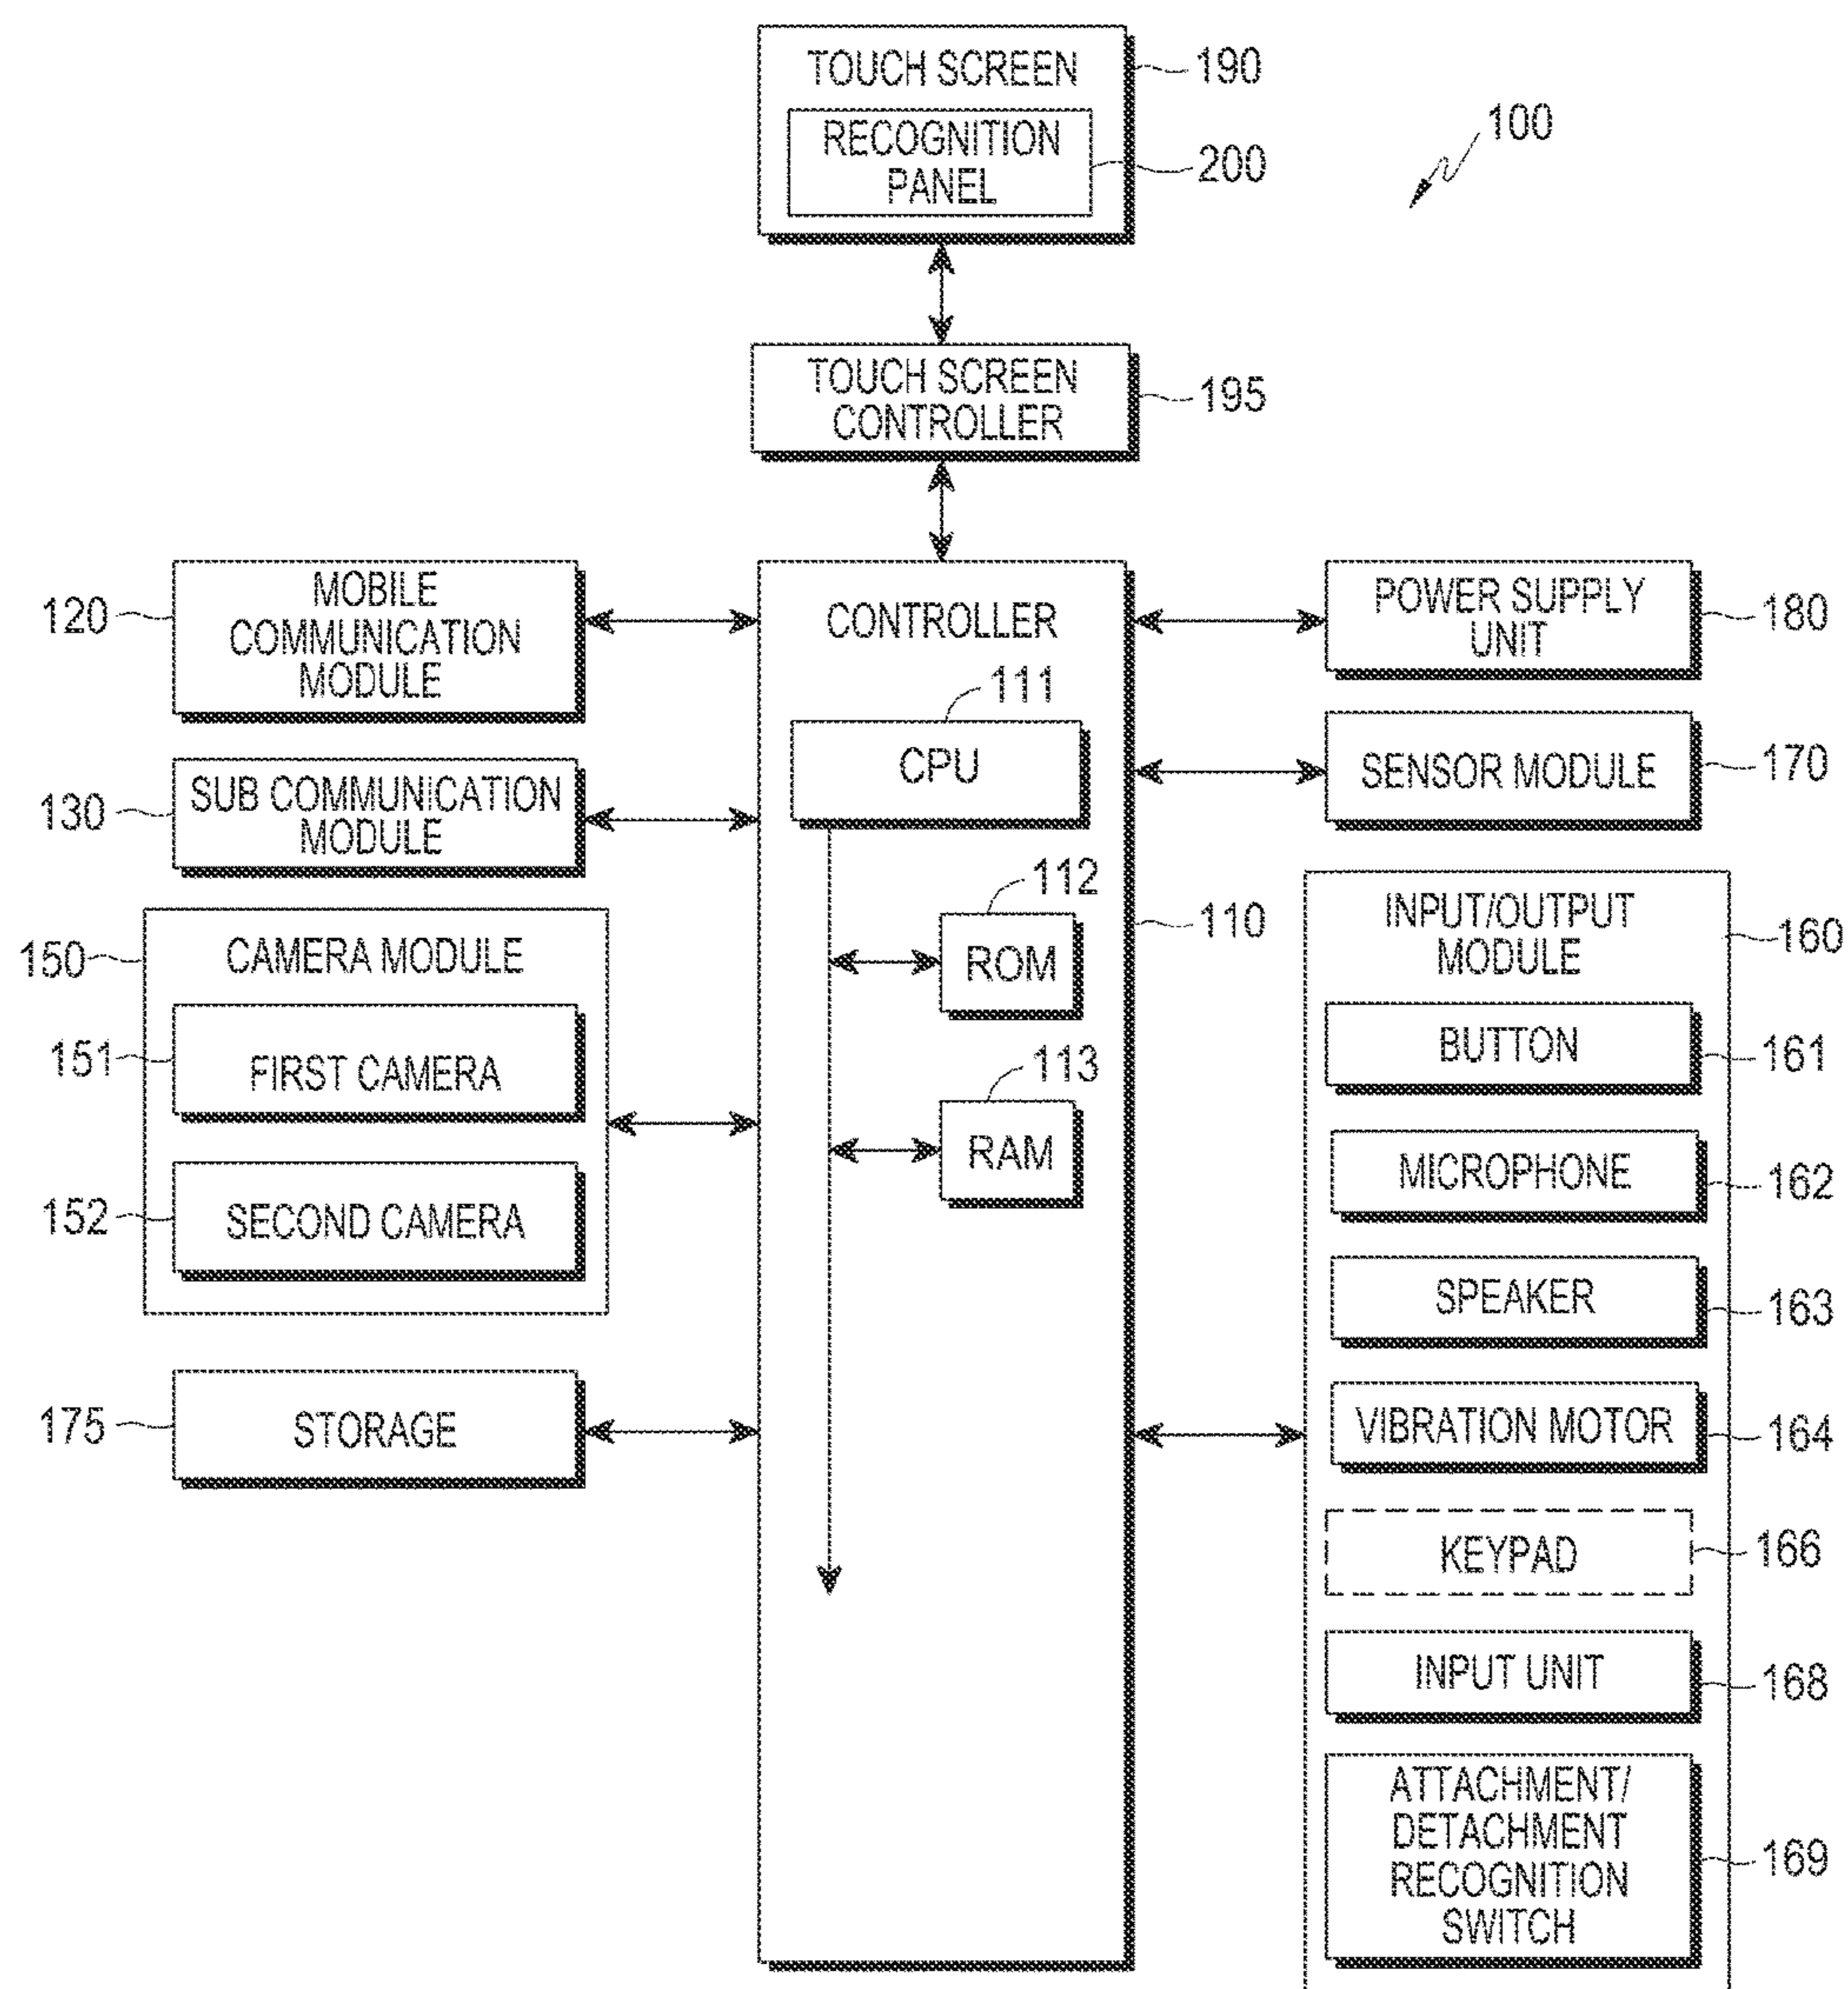 TOUCH SCREEN
190
RECOGNITION
PANEL
200
100
TOUCH SCREEN
CONTROLLER
195
120
MOBILE
COMMUNICATION
MODULE
CONTROLLER
POWER SUPPLY
UNIT
180
111
CPU
SENSOR MODULE
170
130
SUB COMMUNICATION
MODULE
112
ROM
110
INPUT/OUTPUT
MODULE
160
150
CAMERA MODULE
151
FIRST CAMERA
113
RAM
BUTTON
161
152
SECOND CAMERA
MICROPHONE
162
SPEAKER
163
175
STORAGE
VIBRATION MOTOR
164
KEYPAD
166
INPUT UNIT
168
ATTACHMENT/
DETACHMENT
RECOGNITION
SWITCH
169